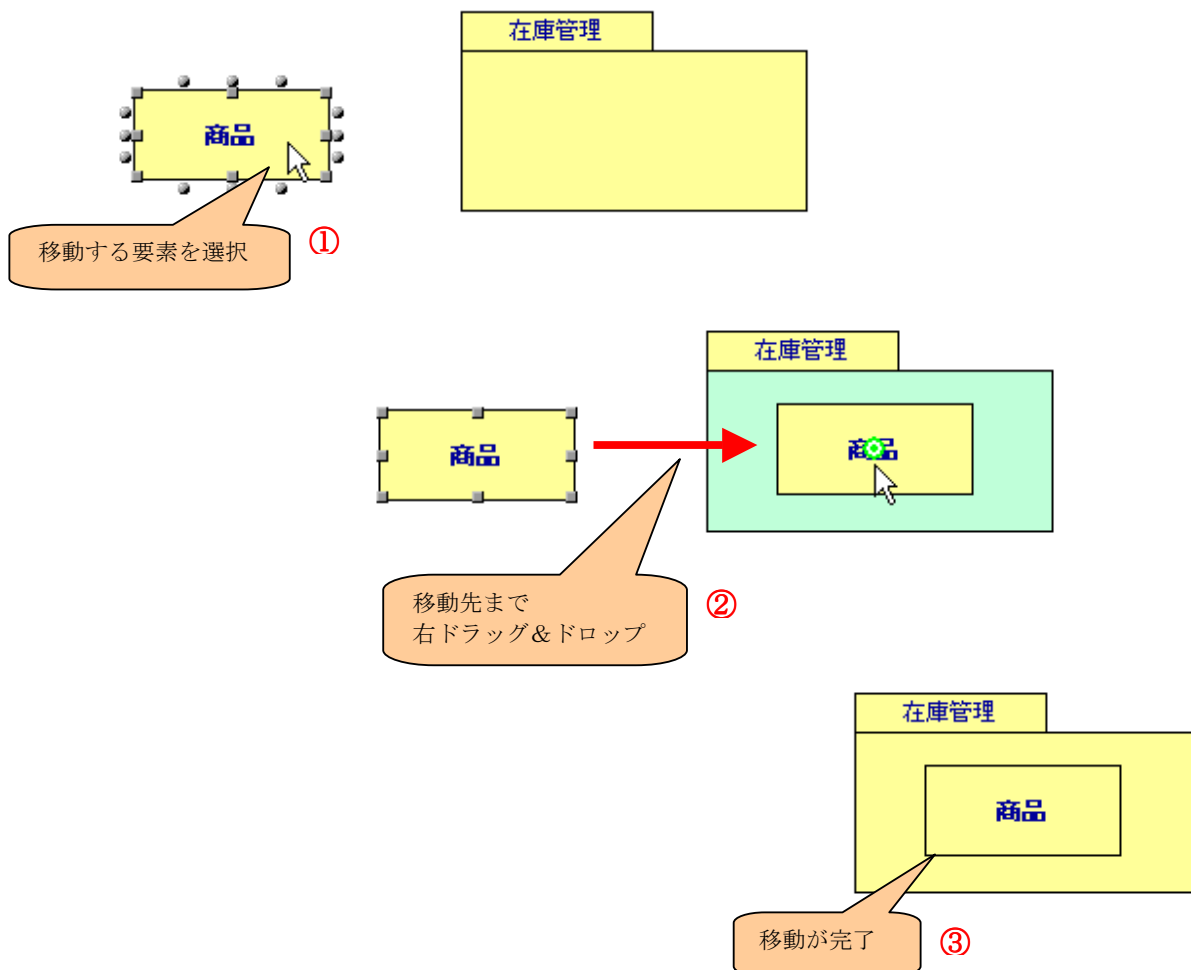 在庫管理
商品
移動する要素を選択
①
在庫管理
商品
商品
移動先まで
右ドラッグ&ドロップ
②
在庫管理
商品
移動が完了
③